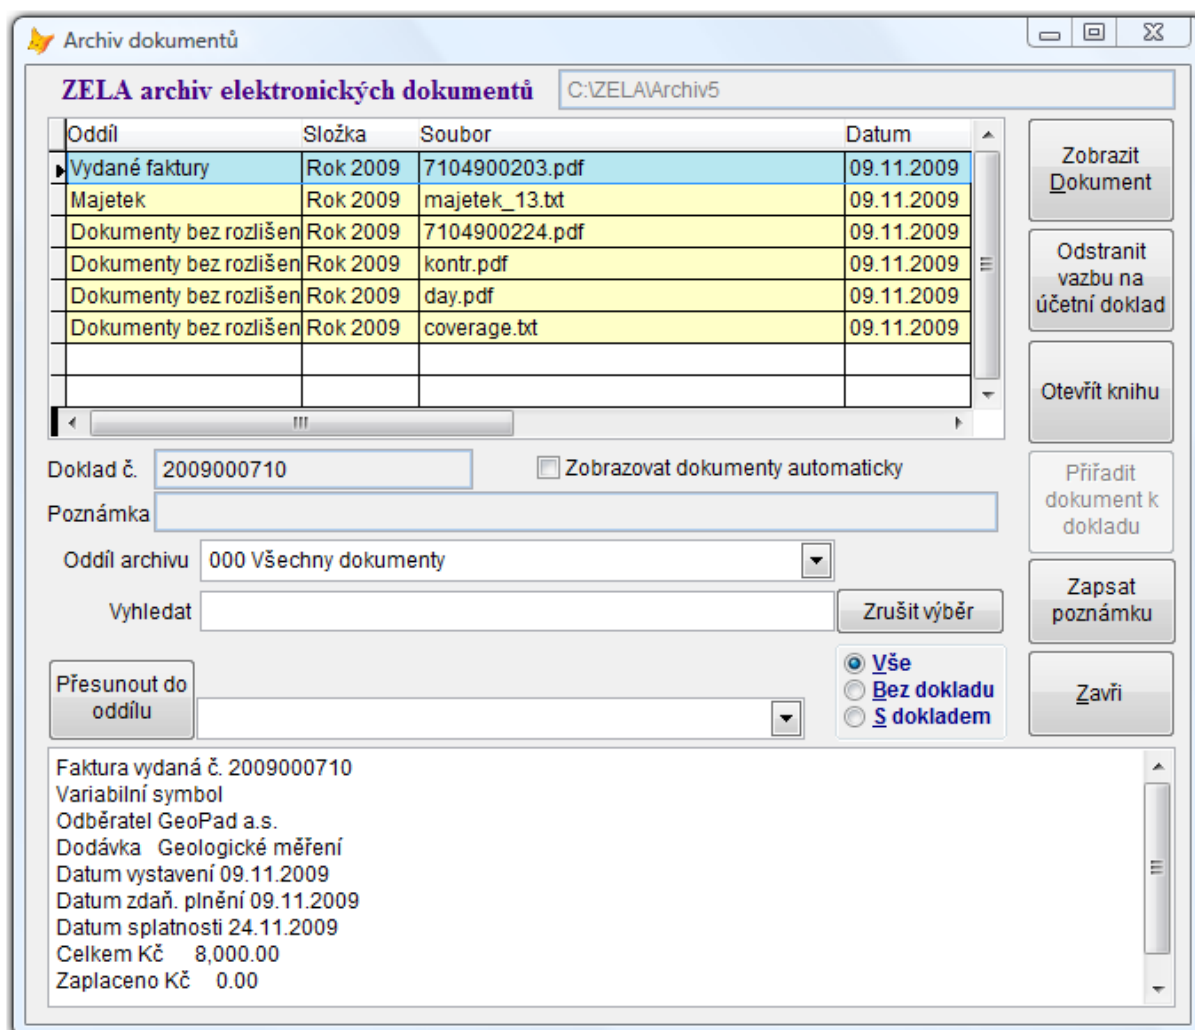 Archiv dokumentů
ZELA archiv elektronických dokumentů C:\ZELA\Archiv5
Oddíl Složka Soubor Datum
Vydané faktury Rok 2009 7104900203.pdf 09.11.2009
Majetek Rok 2009 majetek_13.txt 09.11.2009
Dokumenty bez rozlišen Rok 2009 7104900224.pdf 09.11.2009
Dokumenty bez rozlišen Rok 2009 kontr.pdf 09.11.2009
Dokumenty bez rozlišen Rok 2009 day.pdf 09.11.2009
Dokumenty bez rozlišen Rok 2009 coverage.txt 09.11.2009
Zobrazit
Dokument
Odstranit
vazbu na
účetní doklad
Otevřít knihu
Přiřadit
dokument k
dokladu
Zapsat
poznámku
Zavři
Doklad č. 2009000710 Zobrazovat dokumenty automaticky
Poznámka
Oddíl archivu 000 Všechny dokumenty
Vyhledat Zrušit výběr
Přesunout do
oddílu
Vše
Bez dokladu
S dokladem
Faktura vydaná č. 2009000710
Variabilní symbol
Odběratel GeoPad a.s.
Dodávka Geologické měření
Datum vystavení 09.11.2009
Datum zdaň. plnění 09.11.2009
Datum splatnosti 24.11.2009
Celkem Kč 8,000.00
Zaplaceno Kč 0.00